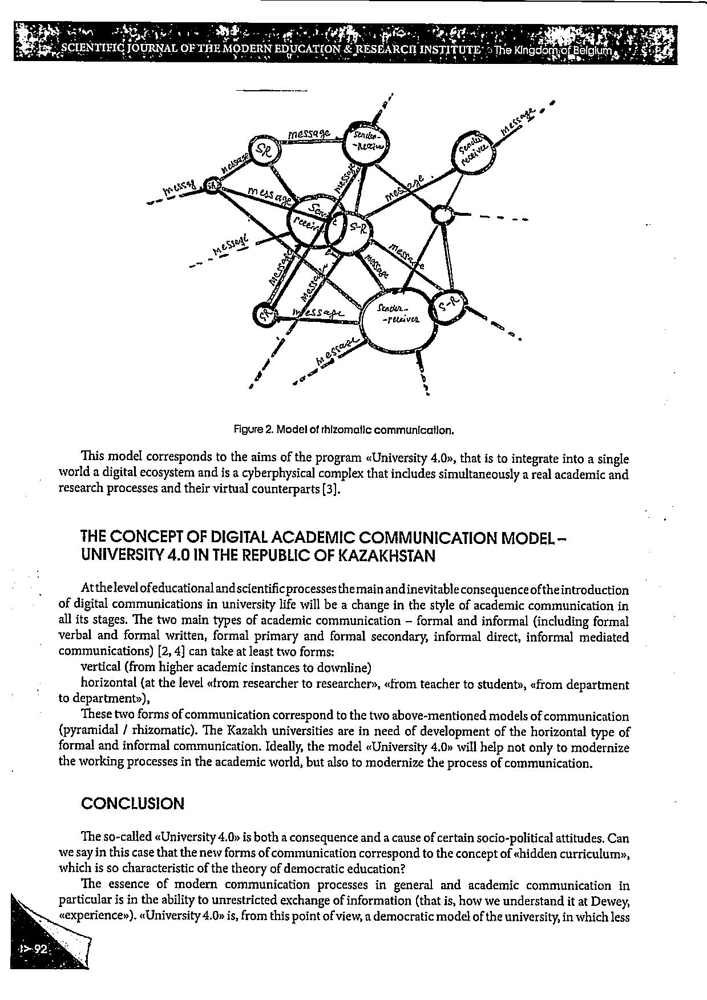 SCIENTIFIC JOURNAL OF THE MODERN EDUCATION & RESEARCH INSTITUTE The Kingdom of Belgium
message
Sender-
-receiver
Sender
receiver
message
SR
message
message
message
SR
message
message
message
Sender
receiver
S-R
message
message
message
message
message
SR
message
Sender-
-receiver
S-R
message
Figure 2. Model of rhizomatic communication.
This model corresponds to the aims of the program «University 4.0», that is to integrate into a single
world a digital ecosystem and is a cyberphysical complex that includes simultaneously a real academic and
research processes and their virtual counterparts [3].
THE CONCEPT OF DIGITAL ACADEMIC COMMUNICATION MODEL –
UNIVERSITY 4.0 IN THE REPUBLIC OF KAZAKHSTAN
At the level of educational and scientific processes the main and inevitable consequence of the introduction
of digital communications in university life will be a change in the style of academic communication in
all its stages. The two main types of academic communication – formal and informal (including formal
verbal and formal written, formal primary and formal secondary, informal direct, informal mediated
communications) [2, 4] can take at least two forms:
vertical (from higher academic instances to downline)
horizontal (at the level «from researcher to researcher», «from teacher to student», «from department
to department»),
These two forms of communication correspond to the two above-mentioned models of communication
(pyramidal / rhizomatic). The Kazakh universities are in need of development of the horizontal type of
formal and informal communication. Ideally, the model «University 4.0» will help not only to modernize
the working processes in the academic world, but also to modernize the process of communication.
CONCLUSION
The so-called «University 4.0» is both a consequence and a cause of certain socio-political attitudes. Can
we say in this case that the new forms of communication correspond to the concept of «hidden curriculum»,
which is so characteristic of the theory of democratic education?
The essence of modern communication processes in general and academic communication in
particular is in the ability to unrestricted exchange of information (that is, how we understand it at Dewey,
«experience»). «University 4.0» is, from this point of view, a democratic model of the university, in which less
92